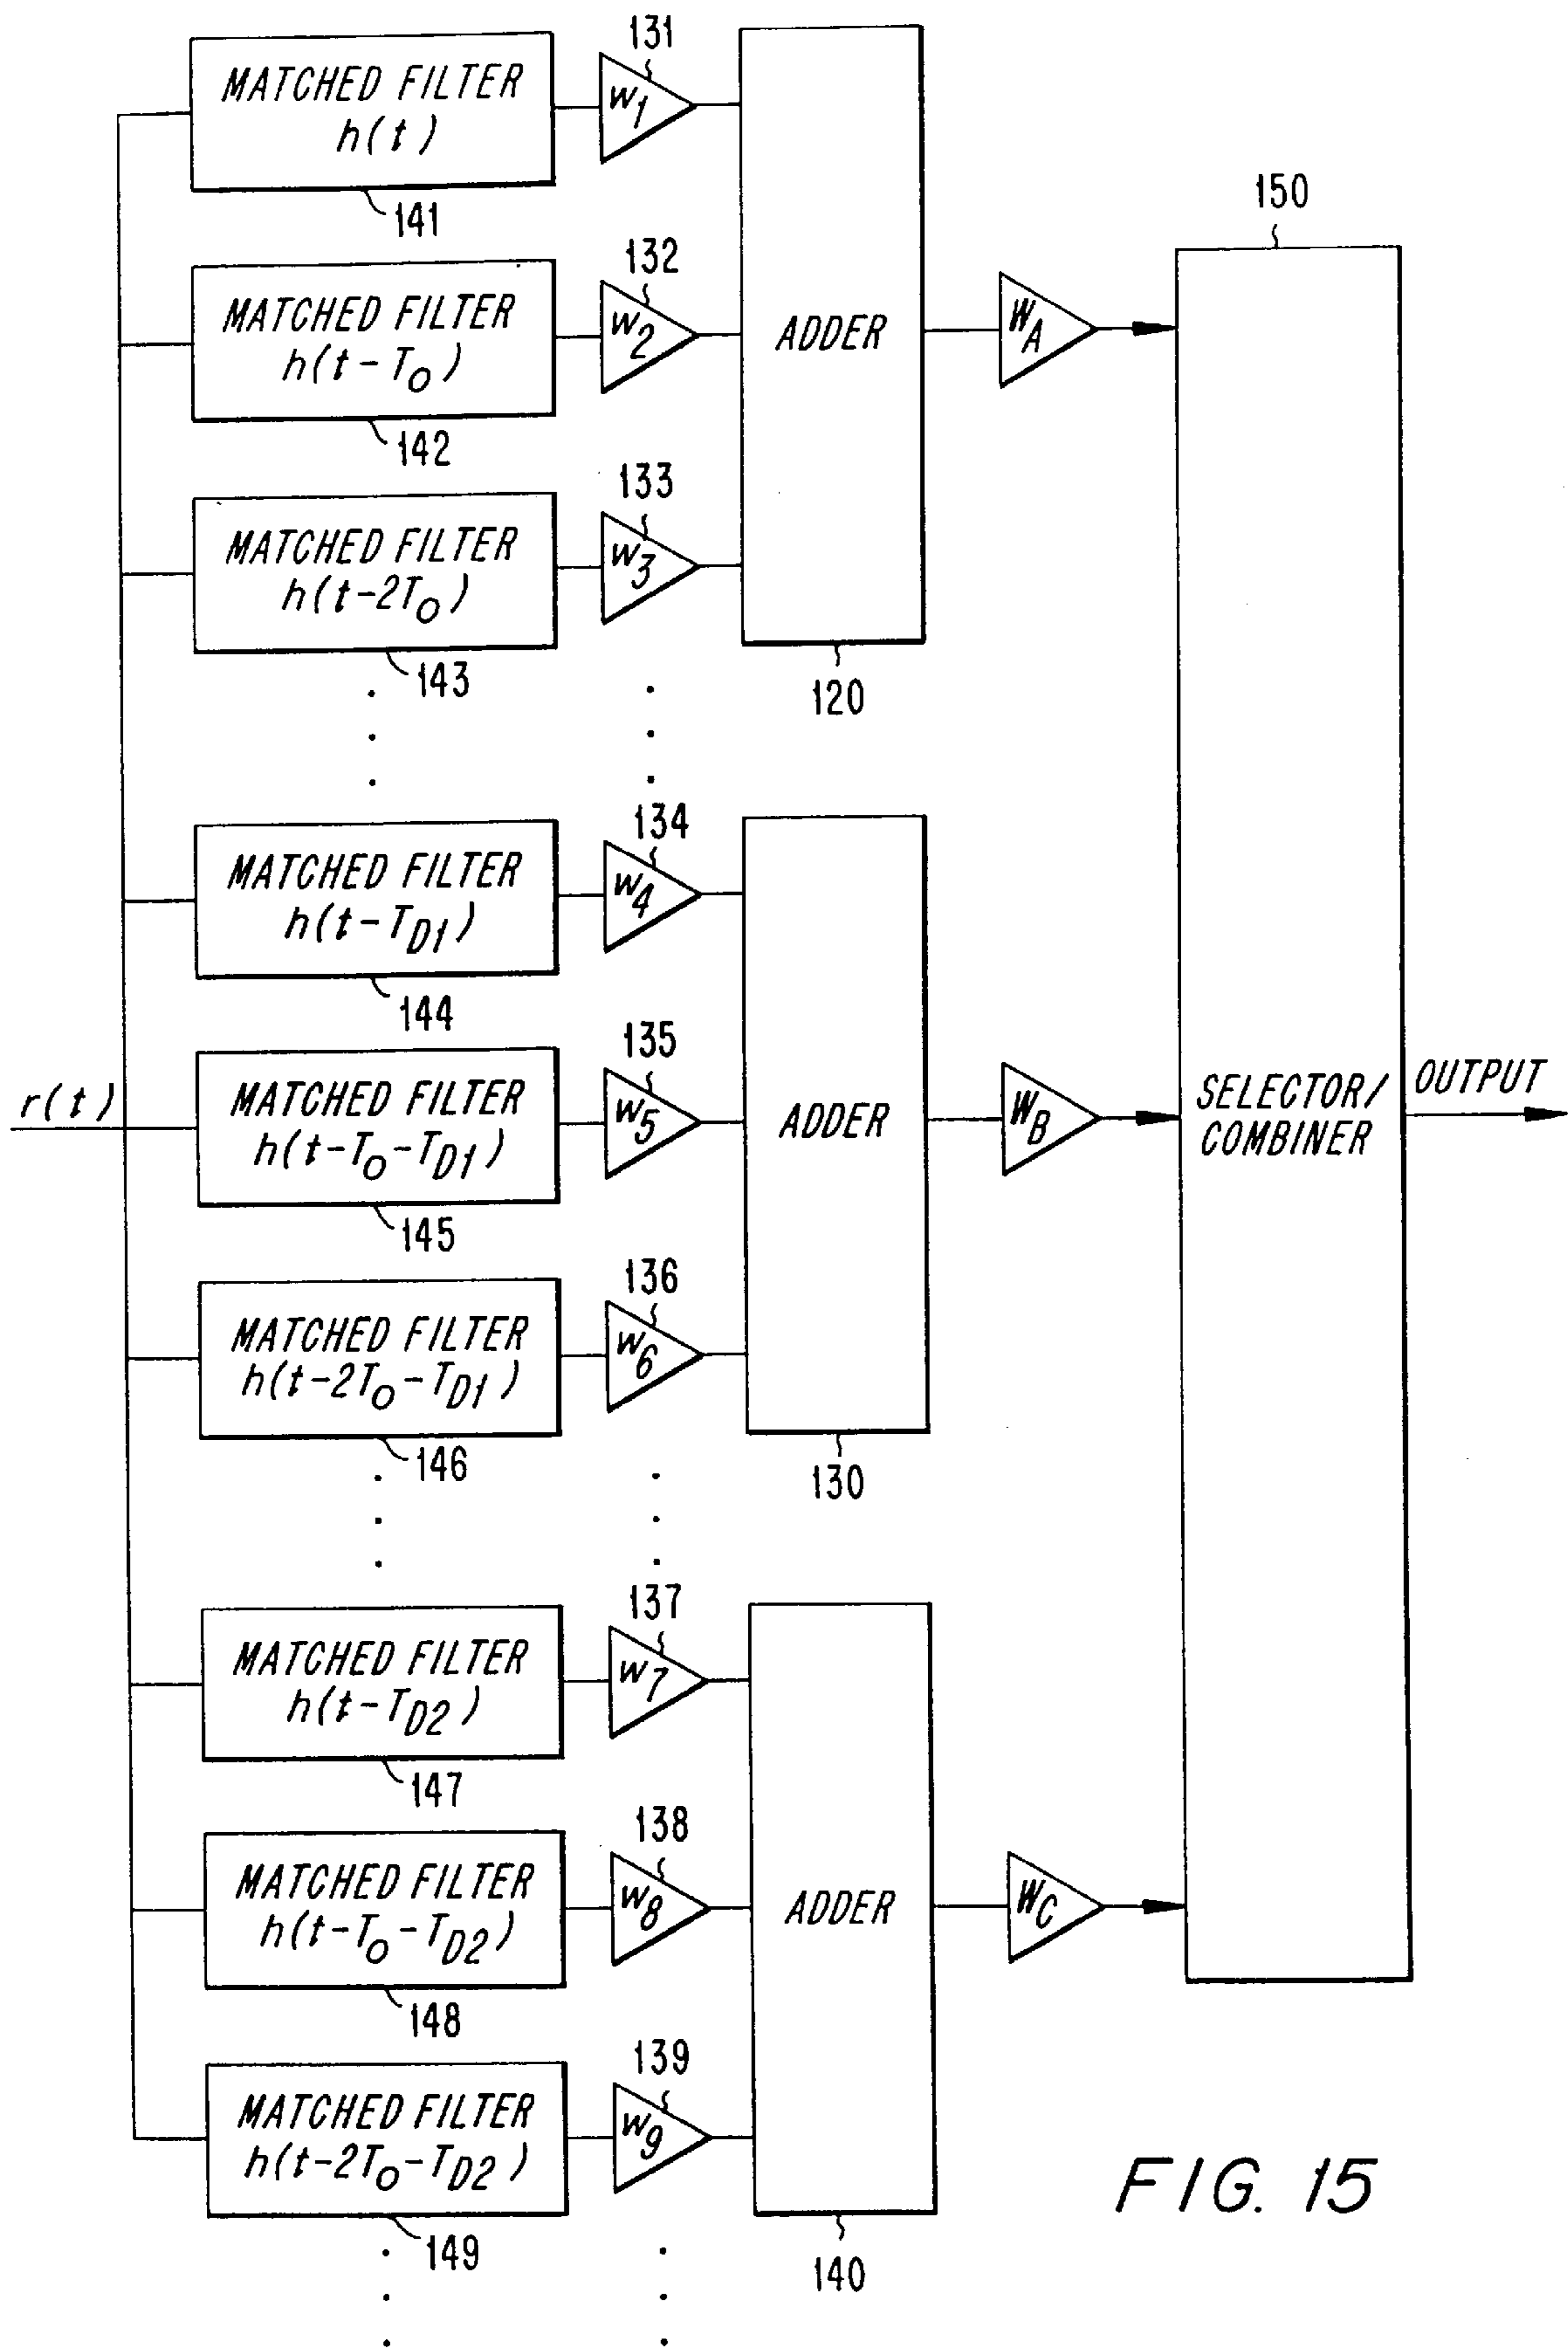 131
MATCHED FILTER
h(t)
w1
141
150
132
MATCHED FILTER
h(t-To)
w2
ADDER
WA
142
133
MATCHED FILTER
h(t-2To)
w3
143
120
134
MATCHED FILTER
h(t-TD1)
w4
144
135
r(t)
MATCHED FILTER
h(t-To-TD1)
w5
ADDER
WB
SELECTOR/
COMBINER
OUTPUT
145
136
MATCHED FILTER
h(t-2To-TD1)
w6
146
130
137
MATCHED FILTER
h(t-TD2)
w7
147
138
MATCHED FILTER
h(t-To-TD2)
w8
ADDER
WC
148
139
MATCHED FILTER
h(t-2To-TD2)
w9
149
140
FIG. 15